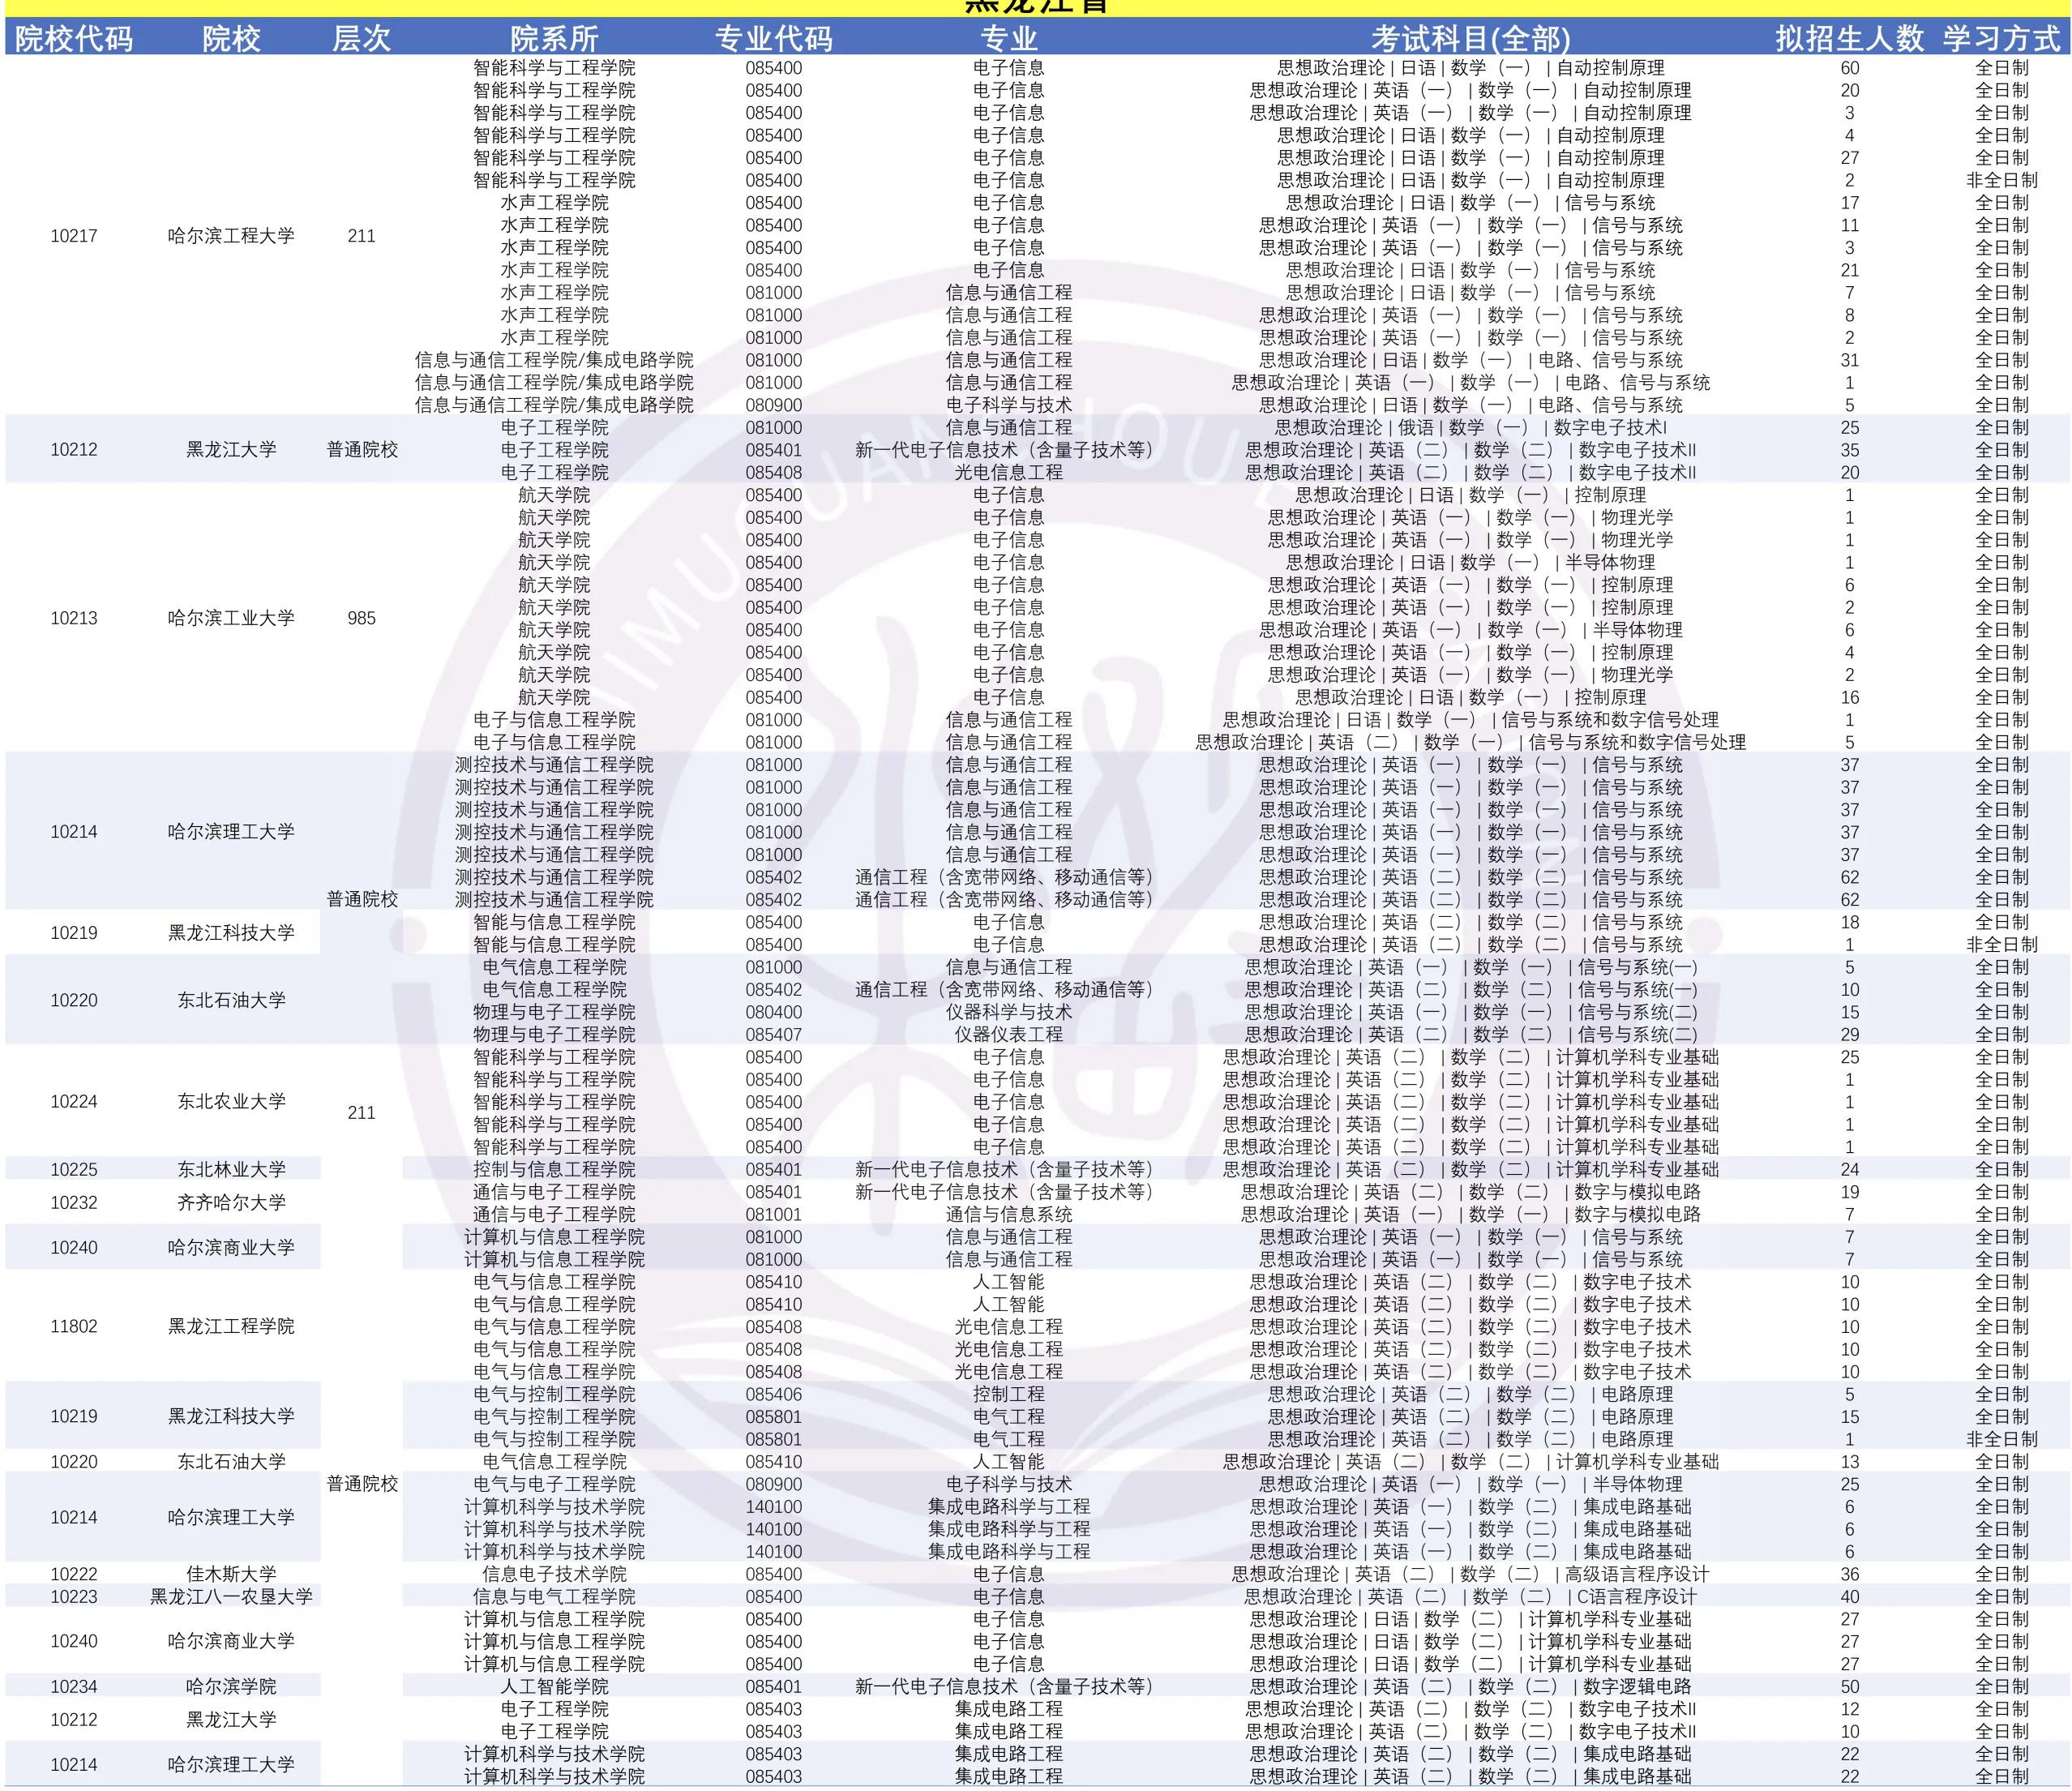 黑龙江省
院校代码 院校 层次 院系所 专业代码 专业 考试科目(全部) 拟招生人数 学习方式
智能科学与工程学院 085400 电子信息 思想政治理论 | 日语 | 数学（一） | 自动控制原理 60 全日制
智能科学与工程学院 085400 电子信息 思想政治理论 | 英语（一） | 数学（一） | 自动控制原理 20 全日制
智能科学与工程学院 085400 电子信息 思想政治理论 | 英语（一） | 数学（一） | 自动控制原理 3 全日制
智能科学与工程学院 085400 电子信息 思想政治理论 | 日语 | 数学（一） | 自动控制原理 4 全日制
智能科学与工程学院 085400 电子信息 思想政治理论 | 日语 | 数学（一） | 自动控制原理 27 全日制
智能科学与工程学院 085400 电子信息 思想政治理论 | 日语 | 数学（一） | 自动控制原理 2 非全日制
水声工程学院 085400 电子信息 思想政治理论 | 日语 | 数学（一） | 信号与系统 17 全日制
10217 哈尔滨工程大学 211 水声工程学院 085400 电子信息 思想政治理论 | 英语（一） | 数学（一） | 信号与系统 11 全日制
水声工程学院 085400 电子信息 思想政治理论 | 英语（一） | 数学（一） | 信号与系统 3 全日制
水声工程学院 085400 电子信息 思想政治理论 | 日语 | 数学（一） | 信号与系统 21 全日制
水声工程学院 081000 信息与通信工程 思想政治理论 | 日语 | 数学（一） | 信号与系统 7 全日制
水声工程学院 081000 信息与通信工程 思想政治理论 | 英语（一） | 数学（一） | 信号与系统 8 全日制
水声工程学院 081000 信息与通信工程 思想政治理论 | 英语（一） | 数学（一） | 信号与系统 2 全日制
信息与通信工程学院/集成电路学院 081000 信息与通信工程 思想政治理论 | 日语 | 数学（一） | 电路、信号与系统 31 全日制
信息与通信工程学院/集成电路学院 081000 信息与通信工程 思想政治理论 | 英语（一） | 数学（一） | 电路、信号与系统 1 全日制
信息与通信工程学院/集成电路学院 080900 电子科学与技术 思想政治理论 | 日语 | 数学（一） | 电路、信号与系统 5 全日制
电子工程学院 081000 信息与通信工程 思想政治理论 | 俄语 | 数学（一） | 数字电子技术I 25 全日制
10212 黑龙江大学 普通院校 电子工程学院 085401 新一代电子信息技术（含量子技术等） 思想政治理论 | 英语（二） | 数学（二） | 数字电子技术II 35 全日制
电子工程学院 085408 光电信息工程 思想政治理论 | 英语（二） | 数学（二） | 数字电子技术II 20 全日制
航天学院 085400 电子信息 思想政治理论 | 日语 | 数学（一） | 控制原理 1 全日制
航天学院 085400 电子信息 思想政治理论 | 英语（一） | 数学（一） | 物理光学 1 全日制
航天学院 085400 电子信息 思想政治理论 | 英语（一） | 数学（一） | 物理光学 1 全日制
航天学院 085400 电子信息 思想政治理论 | 日语 | 数学（一） | 半导体物理 1 全日制
航天学院 085400 电子信息 思想政治理论 | 英语（一） | 数学（一） | 控制原理 6 全日制
航天学院 085400 电子信息 思想政治理论 | 英语（一） | 数学（一） | 控制原理 2 全日制
10213 哈尔滨工业大学 985 航天学院 085400 电子信息 思想政治理论 | 英语（一） | 数学（一） | 半导体物理 6 全日制
航天学院 085400 电子信息 思想政治理论 | 英语（一） | 数学（一） | 控制原理 4 全日制
航天学院 085400 电子信息 思想政治理论 | 英语（一） | 数学（一） | 物理光学 2 全日制
航天学院 085400 电子信息 思想政治理论 | 日语 | 数学（一） | 控制原理 16 全日制
电子与信息工程学院 081000 信息与通信工程 思想政治理论 | 日语 | 数学（一） | 信号与系统和数字信号处理 1 全日制
电子与信息工程学院 081000 信息与通信工程 思想政治理论 | 英语（二） | 数学（一） | 信号与系统和数字信号处理 5 全日制
测控技术与通信工程学院 081000 信息与通信工程 思想政治理论 | 英语（一） | 数学（一） | 信号与系统 37 全日制
测控技术与通信工程学院 081000 信息与通信工程 思想政治理论 | 英语（一） | 数学（一） | 信号与系统 37 全日制
测控技术与通信工程学院 081000 信息与通信工程 思想政治理论 | 英语（一） | 数学（一） | 信号与系统 37 全日制
10214 哈尔滨理工大学 测控技术与通信工程学院 081000 信息与通信工程 思想政治理论 | 英语（一） | 数学（一） | 信号与系统 37 全日制
测控技术与通信工程学院 081000 信息与通信工程 思想政治理论 | 英语（一） | 数学（一） | 信号与系统 37 全日制
测控技术与通信工程学院 085402 通信工程（含宽带网络、移动通信等） 思想政治理论 | 英语（二） | 数学（二） | 信号与系统 62 全日制
普通院校 测控技术与通信工程学院 085402 通信工程（含宽带网络、移动通信等） 思想政治理论 | 英语（二） | 数学（二） | 信号与系统 62 全日制
10219 黑龙江科技大学 智能与信息工程学院 085400 电子信息 思想政治理论 | 英语（二） | 数学（二） | 信号与系统 18 全日制
智能与信息工程学院 085400 电子信息 思想政治理论 | 英语（二） | 数学（二） | 信号与系统 1 非全日制
电气信息工程学院 081000 信息与通信工程 思想政治理论 | 英语（一） | 数学（一） | 信号与系统(一) 5 全日制
电气信息工程学院 085402 通信工程（含宽带网络、移动通信等） 思想政治理论 | 英语（二） | 数学（二） | 信号与系统(一) 10 全日制
10220 东北石油大学 物理与电子工程学院 080400 仪器科学与技术 思想政治理论 | 英语（一） | 数学（一） | 信号与系统(二) 15 全日制
物理与电子工程学院 085407 仪器仪表工程 思想政治理论 | 英语（二） | 数学（二） | 信号与系统(二) 29 全日制
智能科学与工程学院 085400 电子信息 思想政治理论 | 英语（二） | 数学（二） | 计算机学科专业基础 25 全日制
智能科学与工程学院 085400 电子信息 思想政治理论 | 英语（二） | 数学（二） | 计算机学科专业基础 1 全日制
10224 东北农业大学 211 智能科学与工程学院 085400 电子信息 思想政治理论 | 英语（二） | 数学（二） | 计算机学科专业基础 1 全日制
智能科学与工程学院 085400 电子信息 思想政治理论 | 英语（二） | 数学（二） | 计算机学科专业基础 1 全日制
智能科学与工程学院 085400 电子信息 思想政治理论 | 英语（二） | 数学（二） | 计算机学科专业基础 1 全日制
10225 东北林业大学 控制与信息工程学院 085401 新一代电子信息技术（含量子技术等） 思想政治理论 | 英语（二） | 数学（二） | 计算机学科专业基础 24 全日制
10232 齐齐哈尔大学 通信与电子工程学院 085401 新一代电子信息技术（含量子技术等） 思想政治理论 | 英语（二） | 数学（二） | 数字与模拟电路 19 全日制
通信与电子工程学院 081001 通信与信息系统 思想政治理论 | 英语（一） | 数学（一） | 数字与模拟电路 7 全日制
10240 哈尔滨商业大学 计算机与信息工程学院 081000 信息与通信工程 思想政治理论 | 英语（一） | 数学（一） | 信号与系统 7 全日制
计算机与信息工程学院 081000 信息与通信工程 思想政治理论 | 英语（一） | 数学（一） | 信号与系统 7 全日制
电气与信息工程学院 085410 人工智能 思想政治理论 | 英语（二） | 数学（二） | 数字电子技术 10 全日制
电气与信息工程学院 085410 人工智能 思想政治理论 | 英语（二） | 数学（二） | 数字电子技术 10 全日制
11802 黑龙江工程学院 电气与信息工程学院 085408 光电信息工程 思想政治理论 | 英语（二） | 数学（二） | 数字电子技术 10 全日制
电气与信息工程学院 085408 光电信息工程 思想政治理论 | 英语（二） | 数学（二） | 数字电子技术 10 全日制
电气与信息工程学院 085408 光电信息工程 思想政治理论 | 英语（二） | 数学（二） | 数字电子技术 10 全日制
电气与控制工程学院 085406 控制工程 思想政治理论 | 英语（二） | 数学（二） | 电路原理 5 全日制
10219 黑龙江科技大学 电气与控制工程学院 085801 电气工程 思想政治理论 | 英语（二） | 数学（二） | 电路原理 15 全日制
电气与控制工程学院 085801 电气工程 思想政治理论 | 英语（二） | 数学（二） | 电路原理 1 非全日制
10220 东北石油大学 电气信息工程学院 085410 人工智能 思想政治理论 | 英语（二） | 数学（二） | 计算机学科专业基础 13 全日制
普通院校 电气与电子工程学院 080900 电子科学与技术 思想政治理论 | 英语（一） | 数学（一） | 半导体物理 25 全日制
10214 哈尔滨理工大学 计算机科学与技术学院 140100 集成电路科学与工程 思想政治理论 | 英语（一） | 数学（二） | 集成电路基础 6 全日制
计算机科学与技术学院 140100 集成电路科学与工程 思想政治理论 | 英语（一） | 数学（二） | 集成电路基础 6 全日制
计算机科学与技术学院 140100 集成电路科学与工程 思想政治理论 | 英语（一） | 数学（二） | 集成电路基础 6 全日制
10222 佳木斯大学 信息电子技术学院 085400 电子信息 思想政治理论 | 英语（二） | 数学（二） | 高级语言程序设计 36 全日制
10223 黑龙江八一农垦大学 信息与电气工程学院 085400 电子信息 思想政治理论 | 英语（二） | 数学（二） | C语言程序设计 40 全日制
计算机与信息工程学院 085400 电子信息 思想政治理论 | 日语 | 数学（二） | 计算机学科专业基础 27 全日制
10240 哈尔滨商业大学 计算机与信息工程学院 085400 电子信息 思想政治理论 | 日语 | 数学（二） | 计算机学科专业基础 27 全日制
计算机与信息工程学院 085400 电子信息 思想政治理论 | 日语 | 数学（二） | 计算机学科专业基础 27 全日制
10234 哈尔滨学院 人工智能学院 085401 新一代电子信息技术（含量子技术等） 思想政治理论 | 英语（二） | 数学（二） | 数字逻辑电路 50 全日制
10212 黑龙江大学 电子工程学院 085403 集成电路工程 思想政治理论 | 英语（二） | 数学（二） | 数字电子技术II 12 全日制
电子工程学院 085403 集成电路工程 思想政治理论 | 英语（二） | 数学（二） | 数字电子技术II 10 全日制
10214 哈尔滨理工大学 计算机科学与技术学院 085403 集成电路工程 思想政治理论 | 英语（二） | 数学（二） | 集成电路基础 22 全日制
计算机科学与技术学院 085403 集成电路工程 思想政治理论 | 英语（二） | 数学（二） | 集成电路基础 22 全日制